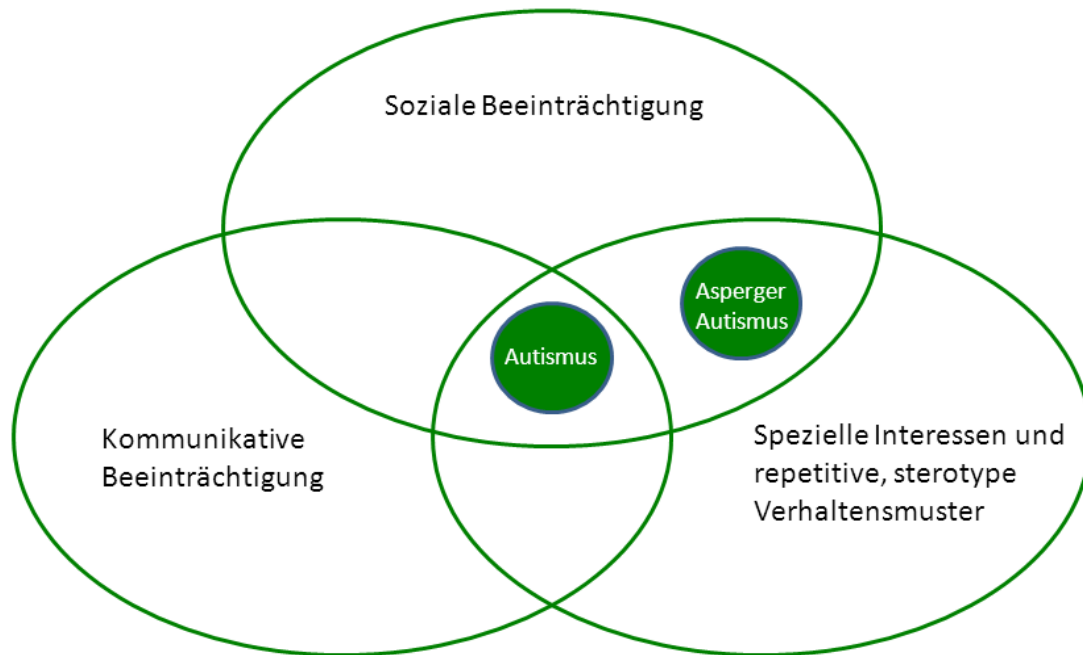 Soziale Beeinträchtigung
Asperger
Autismus
Autismus
Kommunikative
Beeinträchtigung
Spezielle Interessen und
repetitive, sterotype
Verhaltensmuster